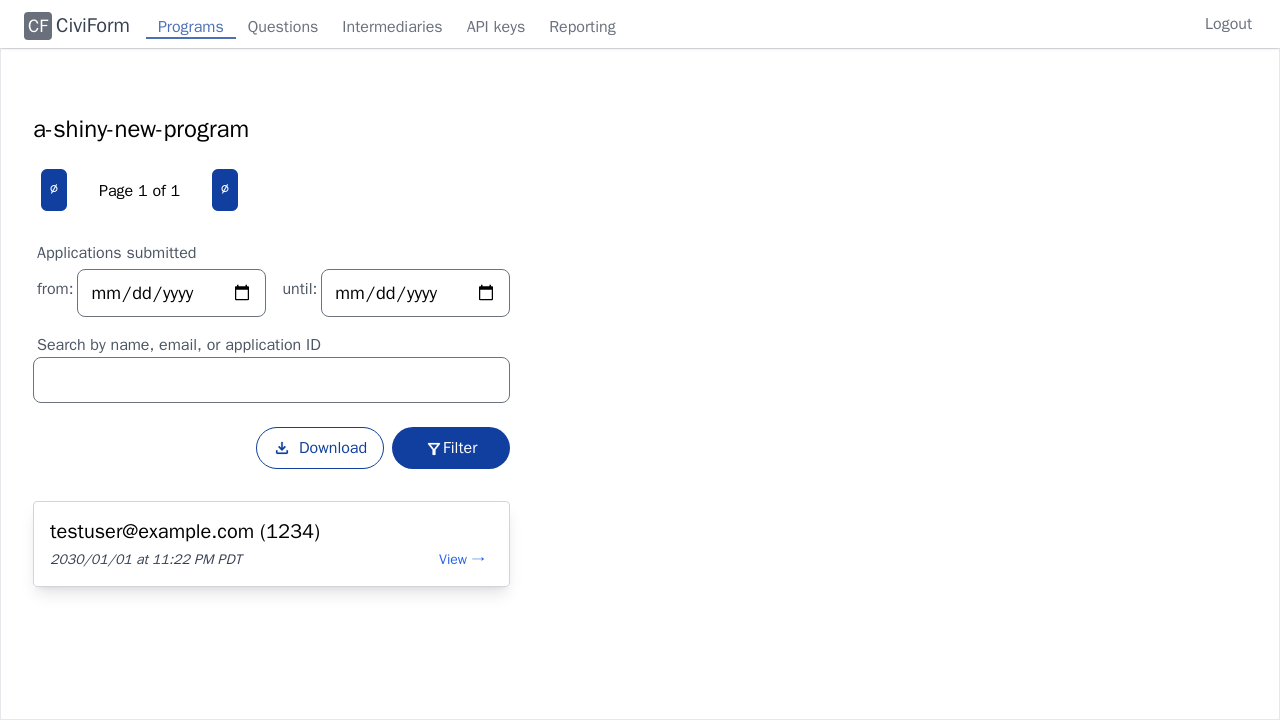 CF CiviForm Programs Questions Intermediaries API keys Reporting Logout
a-shiny-new-program
∅ Page 1 of 1 ∅
Applications submitted
from: mm/dd/yyyy until: mm/dd/yyyy
Search by name, email, or application ID
Download Filter
testuser@example.com (1234)
2030/01/01 at 11:22 PM PDT View →